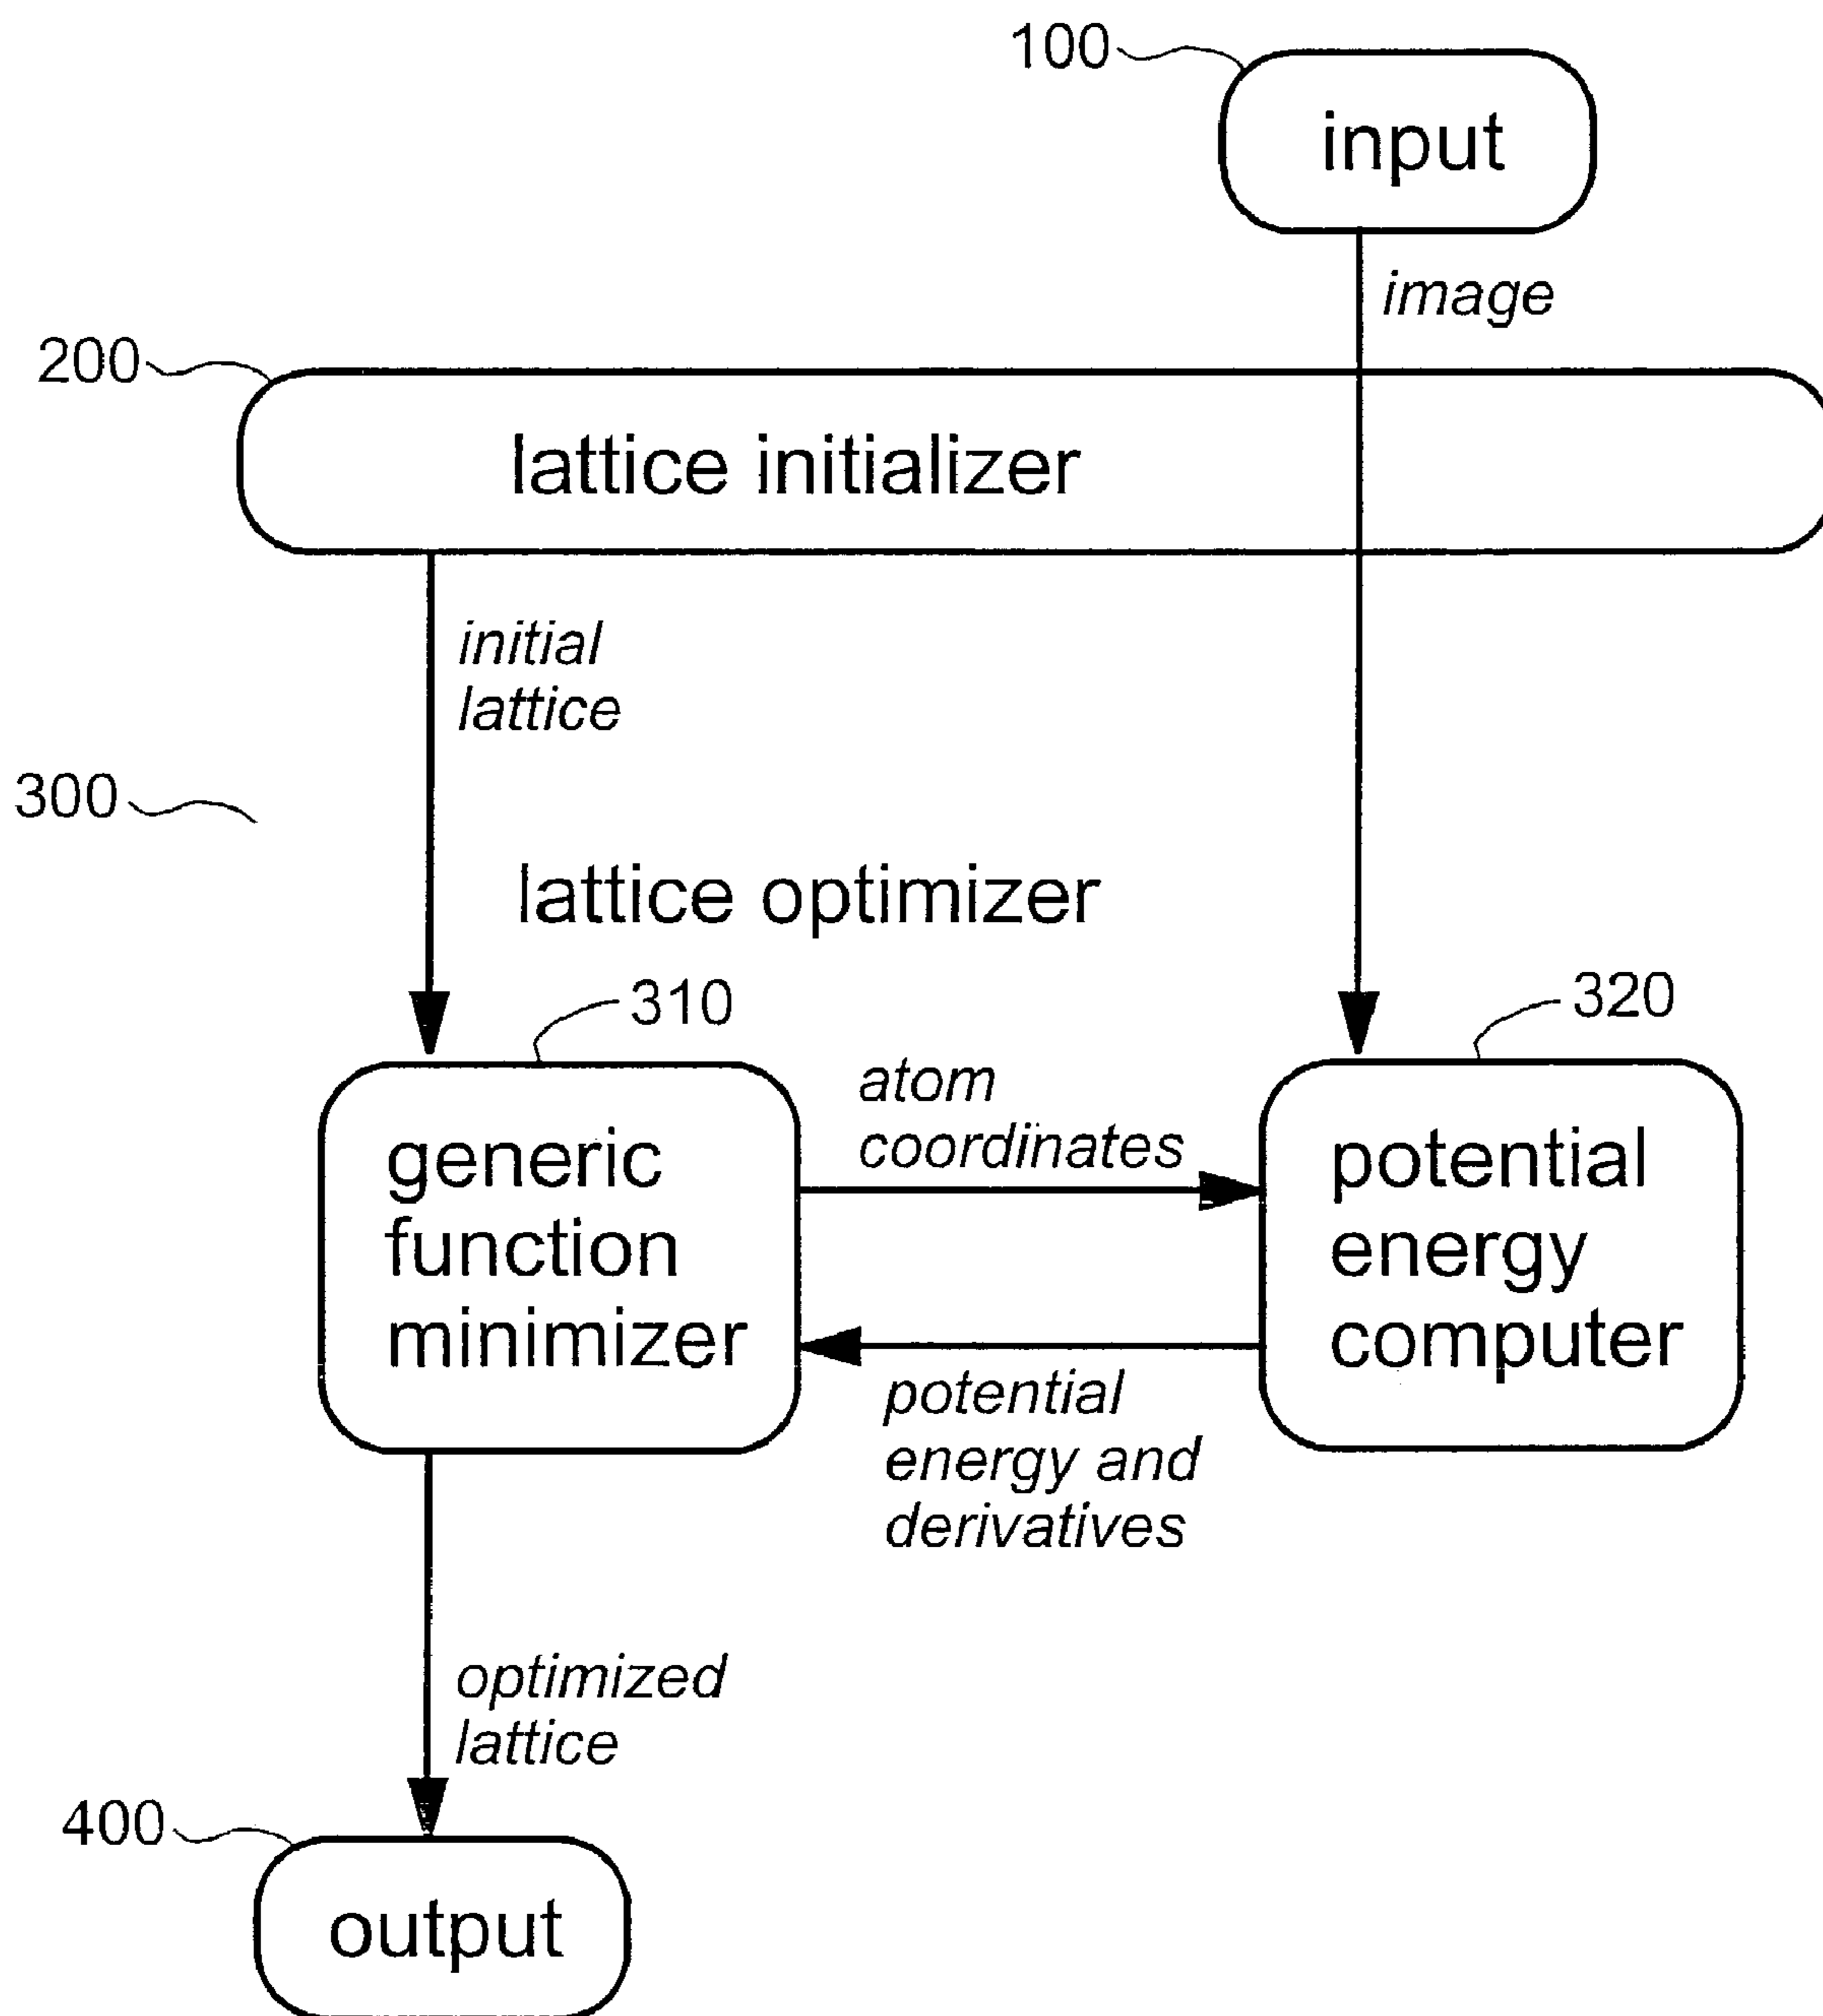 100
input
image
200
lattice initializer
initial
lattice
300
lattice optimizer
310
320
generic
function
minimizer
atom
coordinates
potential
energy
computer
potential
energy and
derivatives
optimized
lattice
400
output